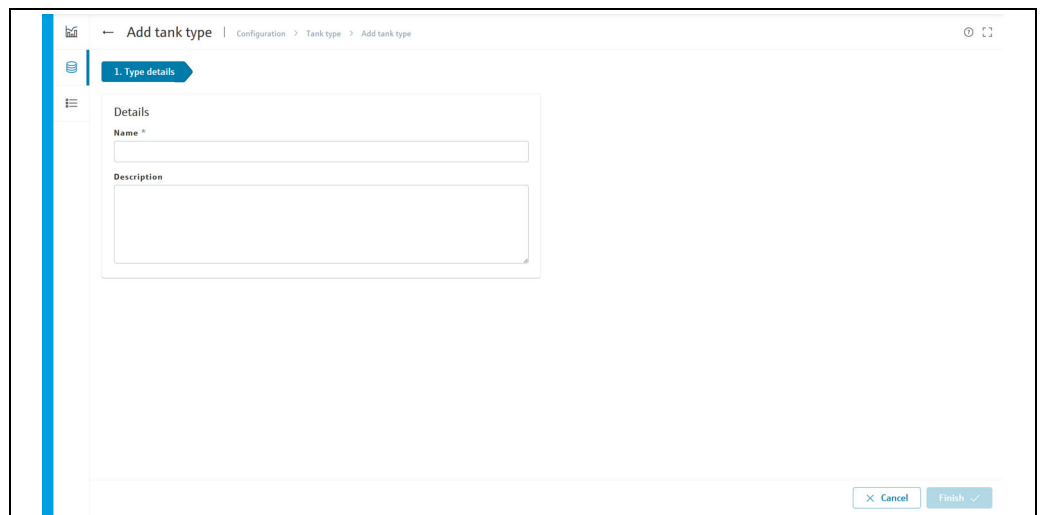 ← Add tank type | Configuration > Tank type > Add tank type
1. Type details
Details
Name *
Description
× Cancel
Finish ✓